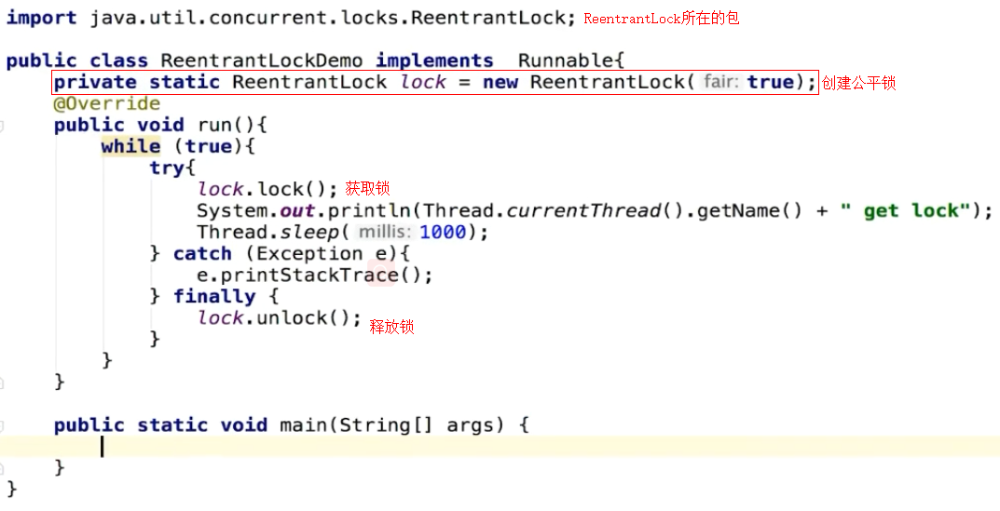 import java.util.concurrent.locks.ReentrantLock; ReentrantLock所在的包
public class ReentrantLockDemo implements Runnable{
private static ReentrantLock lock = new ReentrantLock( fair: true); 创建公平锁
@Override
public void run(){
while (true){
try{
lock.lock(); 获取锁
System.out.println(Thread.currentThread().getName() + " get lock");
Thread.sleep( millis: 1000);
} catch (Exception e){
e.printStackTrace();
} finally {
lock.unlock(); 释放锁
}
}
}
public static void main(String[] args) {
}
}